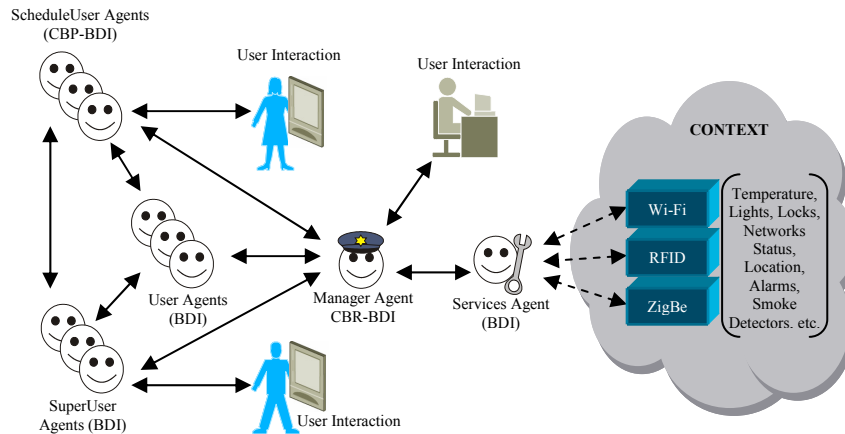 ScheduleUser Agents
(CBP-BDI)
User Interaction
User Interaction
CONTEXT
Wi-Fi
RFID
ZigBe
Temperature,
Lights, Locks,
Networks
Status,
Location,
Alarms,
Smoke
Detectors. etc.
User Agents
(BDI)
Manager Agent
CBR-BDI
Services Agent
(BDI)
SuperUser
Agents (BDI)
User Interaction